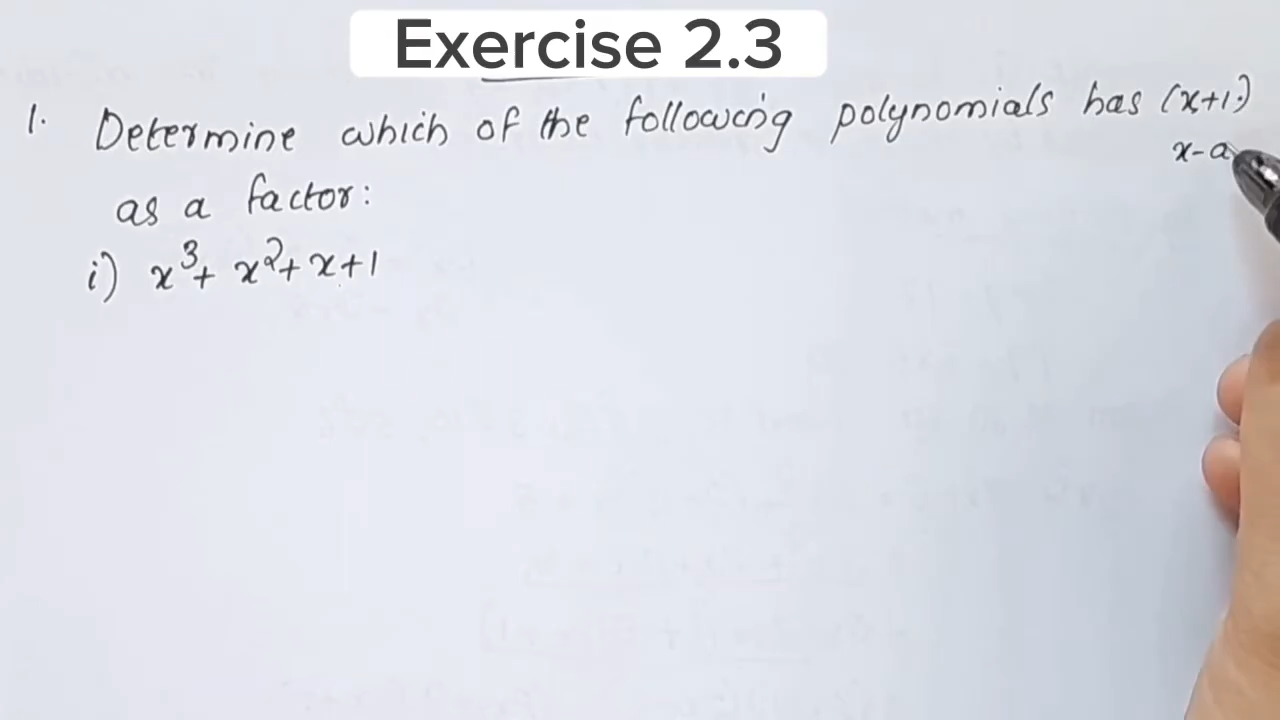 Exercise 2.3
1. Determine which of the following polynomials has (x+1)
x-a
as a factor:
i) x³+ x²+x+1